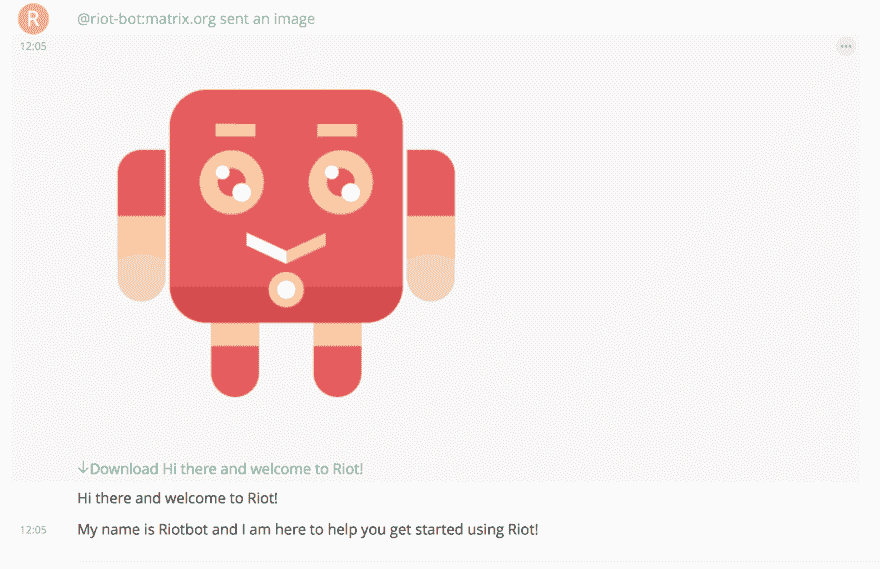 R
@riot-bot:matrix.org sent an image
12:05
↓Download Hi there and welcome to Riot!
Hi there and welcome to Riot!
12:05 My name is Riotbot and I am here to help you get started using Riot!